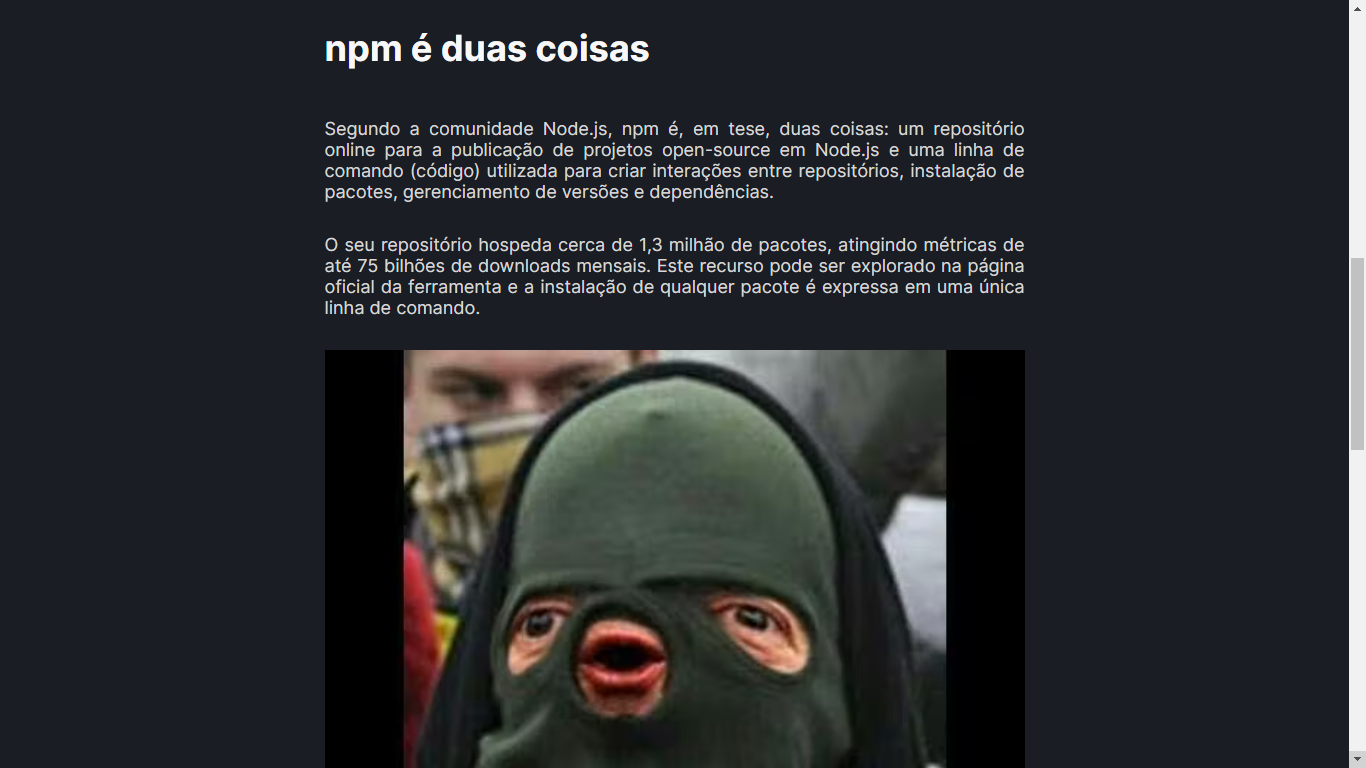 npm é duas coisas
Segundo a comunidade Node.js, npm é, em tese, duas coisas: um repositório
online para a publicação de projetos open-source em Node.js e uma linha de
comando (código) utilizada para criar interações entre repositórios, instalação de
pacotes, gerenciamento de versões e dependências.
O seu repositório hospeda cerca de 1,3 milhão de pacotes, atingindo métricas de
até 75 bilhões de downloads mensais. Este recurso pode ser explorado na página
oficial da ferramenta e a instalação de qualquer pacote é expressa em uma única
linha de comando.